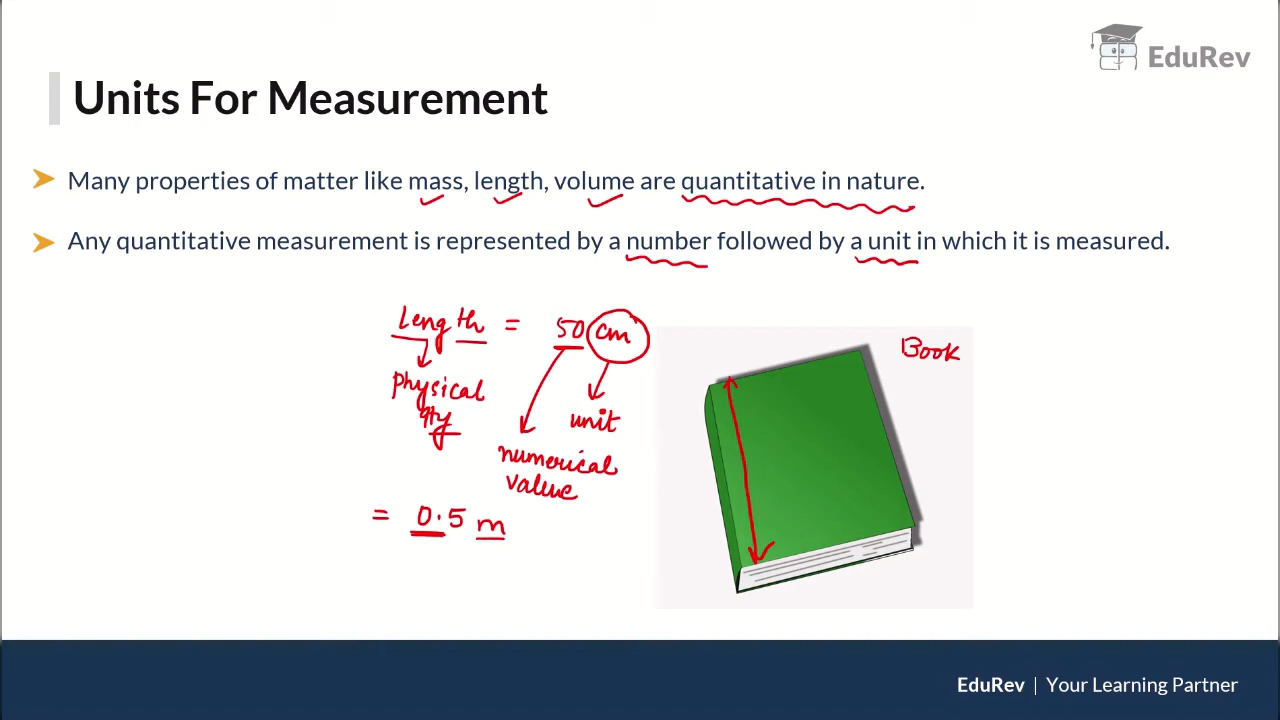 EduRev
Units For Measurement
➤ Many properties of matter like mass, length, volume are quantitative in nature.
➤ Any quantitative measurement is represented by a number followed by a unit in which it is measured.
Length = 50 cm
Book
Physical
qty
unit
numerical
value
= 0.5 m
EduRev | Your Learning Partner